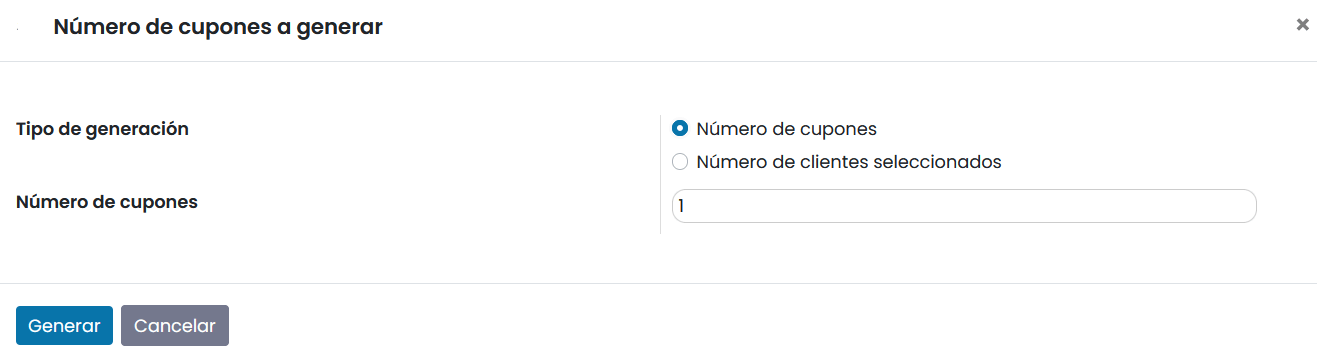 Número de cupones a generar
×
Tipo de generación
Número de cupones
Número de clientes seleccionados
Número de cupones
1
Generar
Cancelar